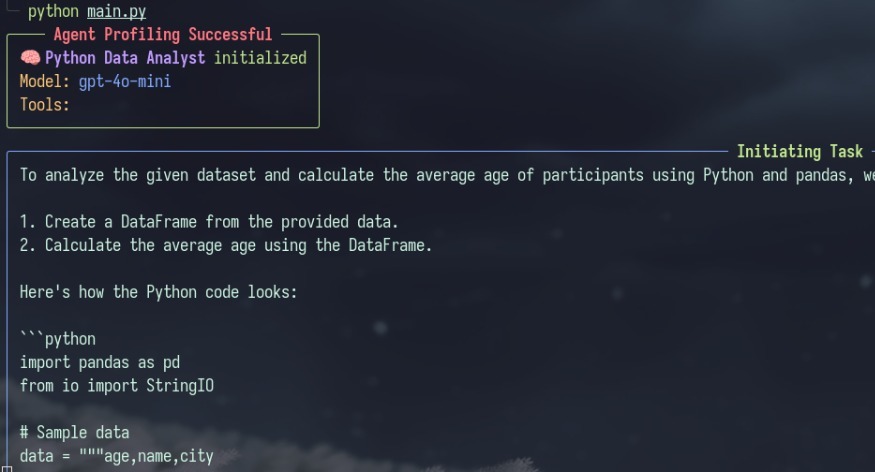 python main.py
Agent Profiling Successful
🧠 Python Data Analyst initialized
Model: gpt-4o-mini
Tools:
Initiating Task
To analyze the given dataset and calculate the average age of participants using Python and pandas, we
1. Create a DataFrame from the provided data.
2. Calculate the average age using the DataFrame.
Here's how the Python code looks:
```python
import pandas as pd
from io import StringIO
# Sample data
data = """age,name,city